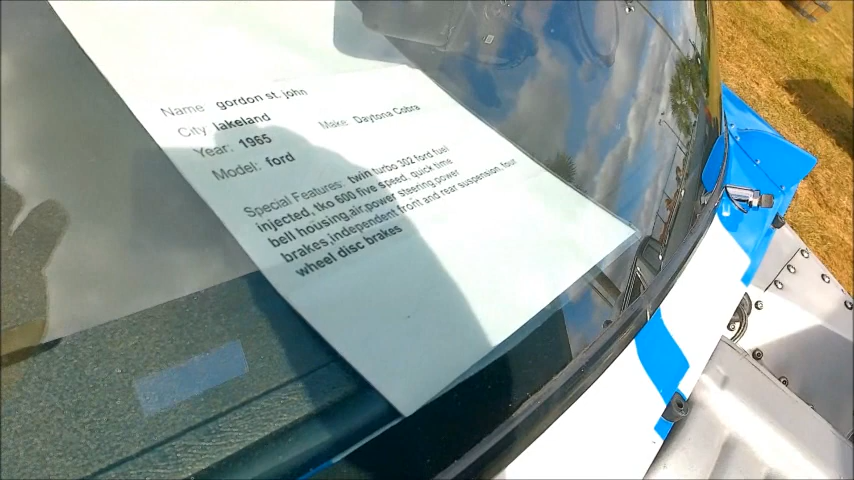 Name gordon st. john
City lakeland
Year: 1965 Make: Daytona Cobra
Model: ford
Special Features: twin turbo 302 ford fuel
injected, tko 600 five speed, quick time
bell housing,air,power steering,power
brakes,independent front and rear suspension, four
wheel disc brakes